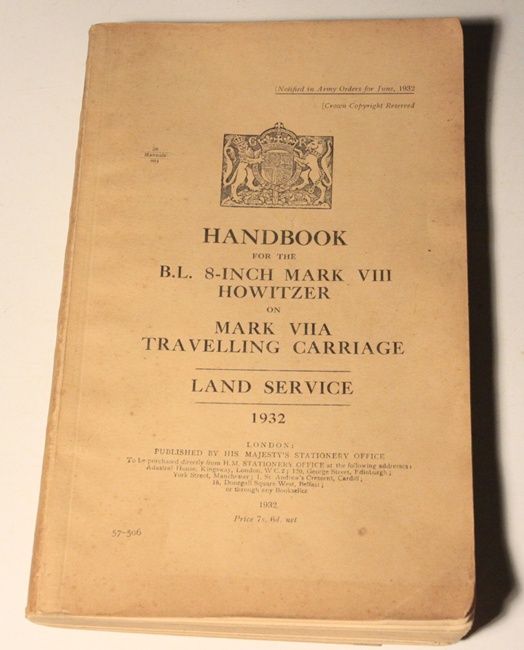 [Notified in Army Orders for June, 1932
[Crown Copyright Reserved
26
Manuals
G R
HANDBOOK
FOR THE
B.L. 8-INCH MARK VIII
HOWITZER
ON
MARK VIIA
TRAVELLING CARRIAGE
LAND SERVICE
1932
LONDON:
PUBLISHED BY HIS MAJESTY'S STATIONERY OFFICE
To be purchased directly from H.M. STATIONERY OFFICE at the following addresses:
Adastral House, Kingsway, London, W.C.2; 120, George Street, Edinburgh;
York Street, Manchester; 1, St. Andrew's Crescent, Cardiff;
15, Donegall Square West, Belfast;
or through any Bookseller
1932
Price 7s. 6d. net
57-506